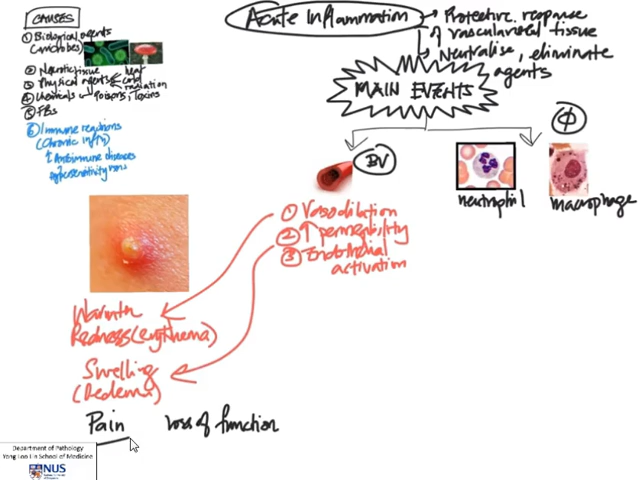 CAUSES
① Biological agents
(microbes)
② Necrotic tissue
③ Physical agents
heat
cold
radiation
④ Chemicals → Poisons, Toxins
⑤ FBs
⑥ Immune reactions
(Chronic infln)
Autoimmune diseases
Hypersensitivity rxns
Acute Inflammation
Protective response
of vascularized tissue
Neutralise, eliminate
agents
MAIN EVENTS
BV
① Vasodilation
② ↑ permeability
③ Endothelial
activation
neutrophil
macrophage
Warmth
Redness (erythema)
Swelling
(Oedema)
Pain
loss of function
Department of Pathology
Yong Loo Lin School of Medicine
NUS